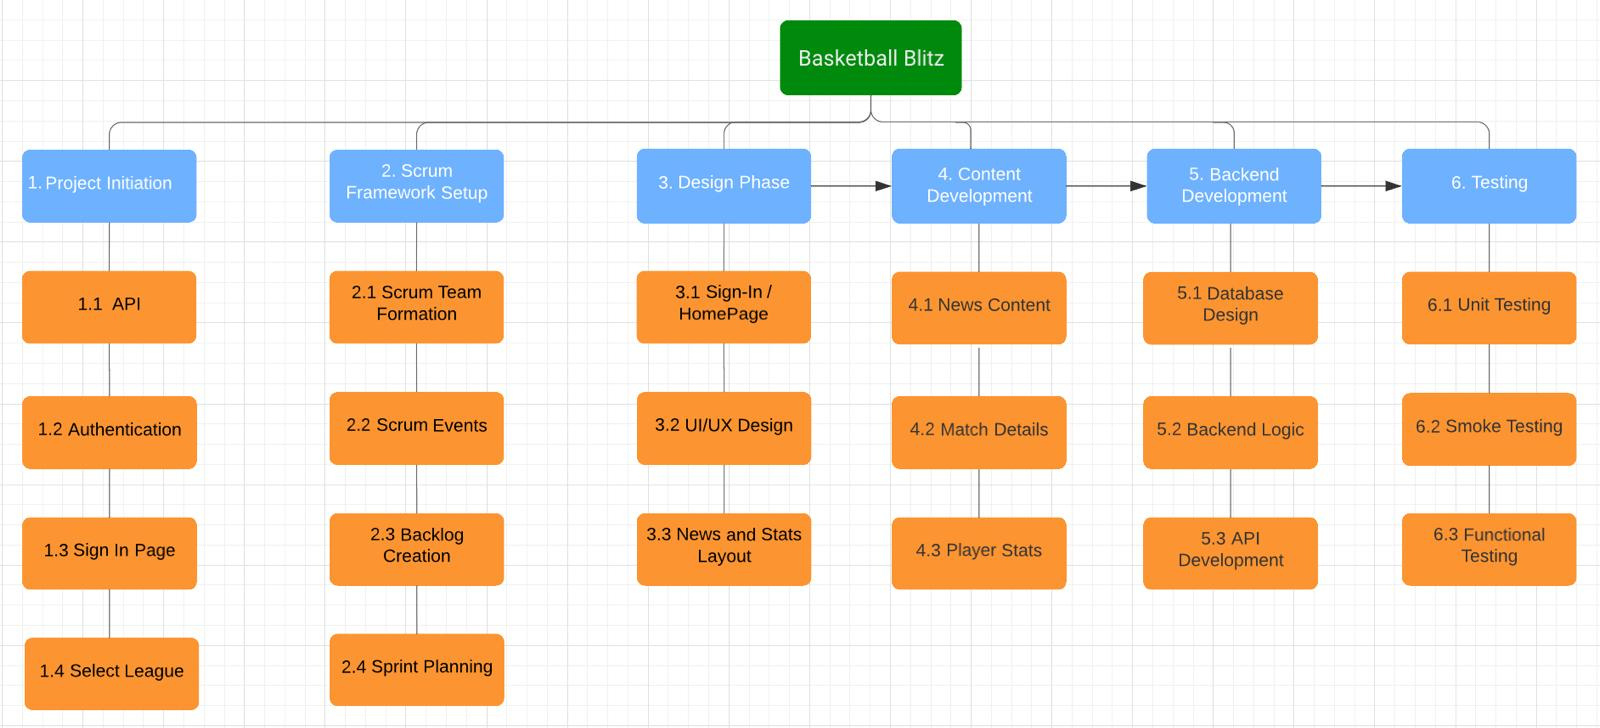 Basketball Blitz
1. Project Initiation
2. Scrum
Framework Setup
3. Design Phase
4. Content
Development
5. Backend
Development
6. Testing
1.1 API
2.1 Scrum Team
Formation
3.1 Sign-In /
HomePage
4.1 News Content
5.1 Database
Design
6.1 Unit Testing
1.2 Authentication
2.2 Scrum Events
3.2 UI/UX Design
4.2 Match Details
5.2 Backend Logic
6.2 Smoke Testing
1.3 Sign In Page
2.3 Backlog
Creation
3.3 News and Stats
Layout
4.3 Player Stats
5.3 API
Development
6.3 Functional
Testing
1.4 Select League
2.4 Sprint Planning